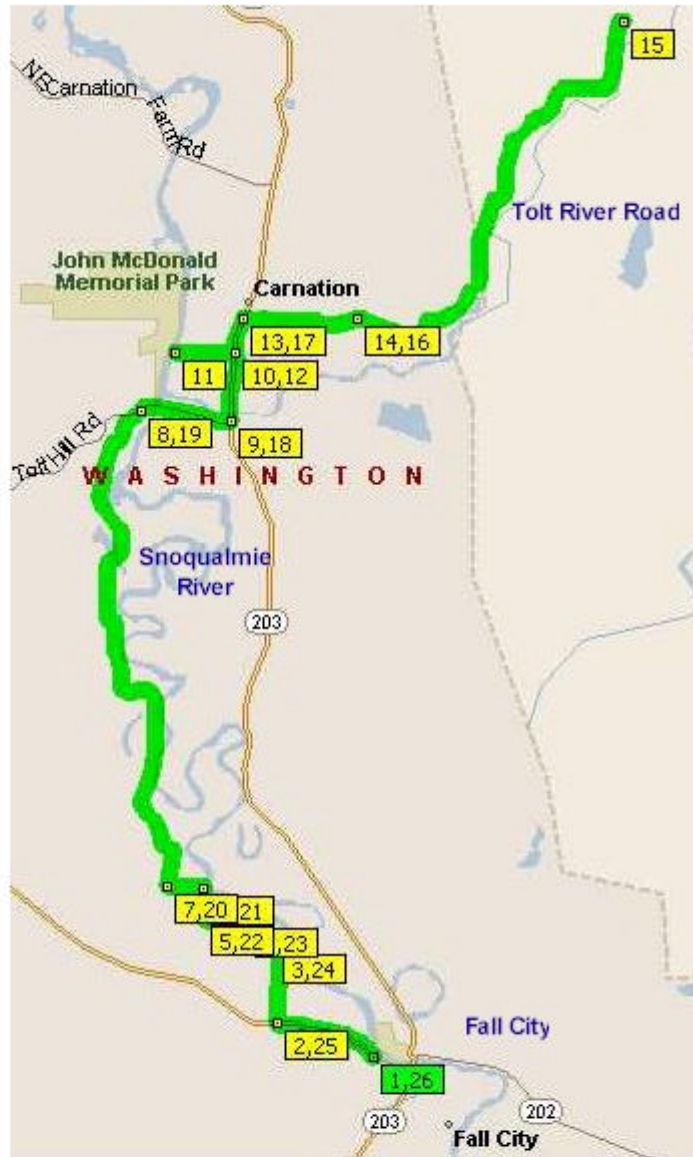 15
NE
Carnation
Farm Rd
Tolt River Road
John McDonald
Memorial Park
Carnation
13,17
14,16
11
10,12
8,19
9,18
Tolt Hill Rd
WASHINGTON
Snoqualmie
River
203
7,20
21
5,22
,23
3,24
2,25
Fall City
1,26
202
203
Fall City